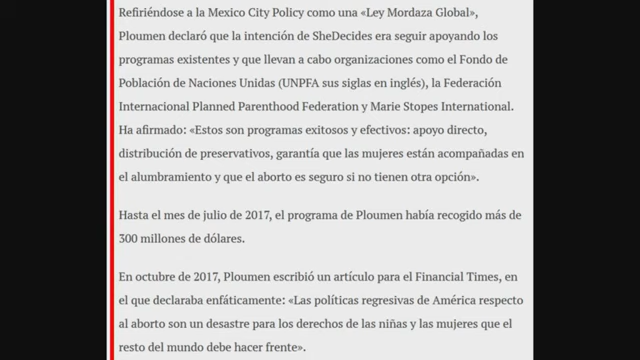 Refiriéndose a la Mexico City Policy como una «Ley Mordaza Global»,
Ploumen declaró que la intención de SheDecides era seguir apoyando los
programas existentes y que llevan a cabo organizaciones como el Fondo de
Población de Naciones Unidas (UNPFA sus siglas en inglés), la Federación
Internacional Planned Parenthood Federation y Marie Stopes International.
Ha afirmado: «Estos son programas exitosos y efectivos: apoyo directo,
distribución de preservativos, garantía que las mujeres están acompañadas en
el alumbramiento y que el aborto es seguro si no tienen otra opción».
Hasta el mes de julio de 2017, el programa de Ploumen había recogido más de
300 millones de dólares.
En octubre de 2017, Ploumen escribió un artículo para el Financial Times, en
el que declaraba enfáticamente: «Las políticas regresivas de América respecto
al aborto son un desastre para los derechos de las niñas y las mujeres que el
resto del mundo debe hacer frente».